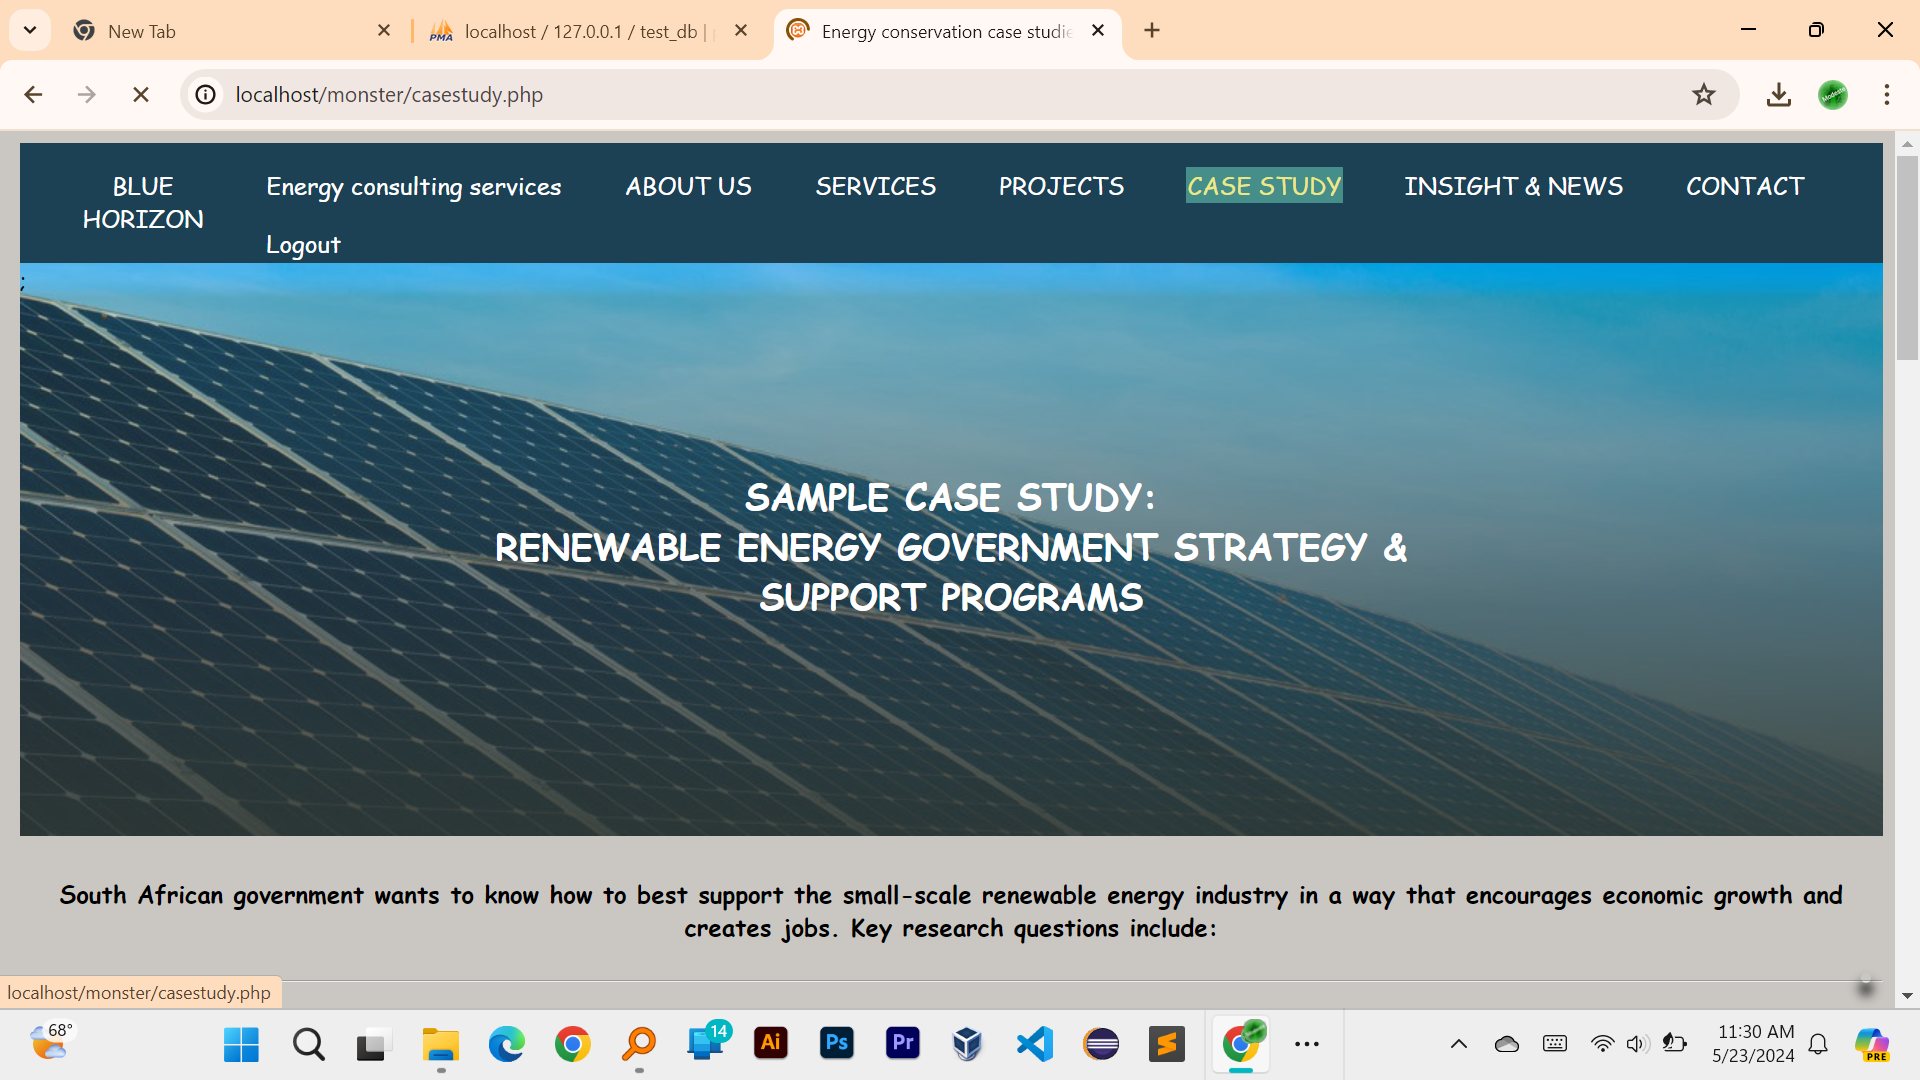 New Tab
localhost / 127.0.0.1 / test_db |
Energy conservation case studie
localhost/monster/casestudy.php
BLUE HORIZON
Energy consulting services
ABOUT US
SERVICES
PROJECTS
CASE STUDY
INSIGHT & NEWS
CONTACT
Logout
;
SAMPLE CASE STUDY:
RENEWABLE ENERGY GOVERNMENT STRATEGY &
SUPPORT PROGRAMS
South African government wants to know how to best support the small-scale renewable energy industry in a way that encourages economic growth and
creates jobs. Key research questions include:
localhost/monster/casestudy.php
68°
14
Ai
Ps
Pr
11:30 AM
5/23/2024
PRE
PMA
Modeste